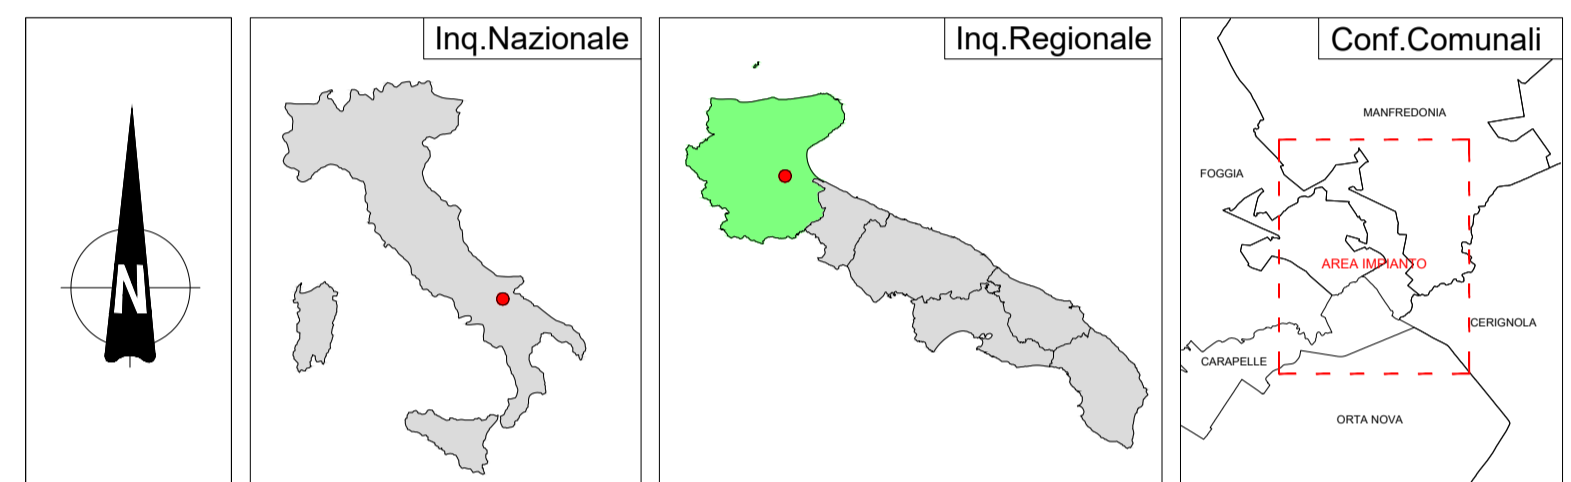 N
Inq.Nazionale
Inq.Regionale
Conf.Comunali
MANFREDONIA
FOGGIA
AREA IMPIANTO
CERIGNOLA
CARAPELLE
ORTA NOVA